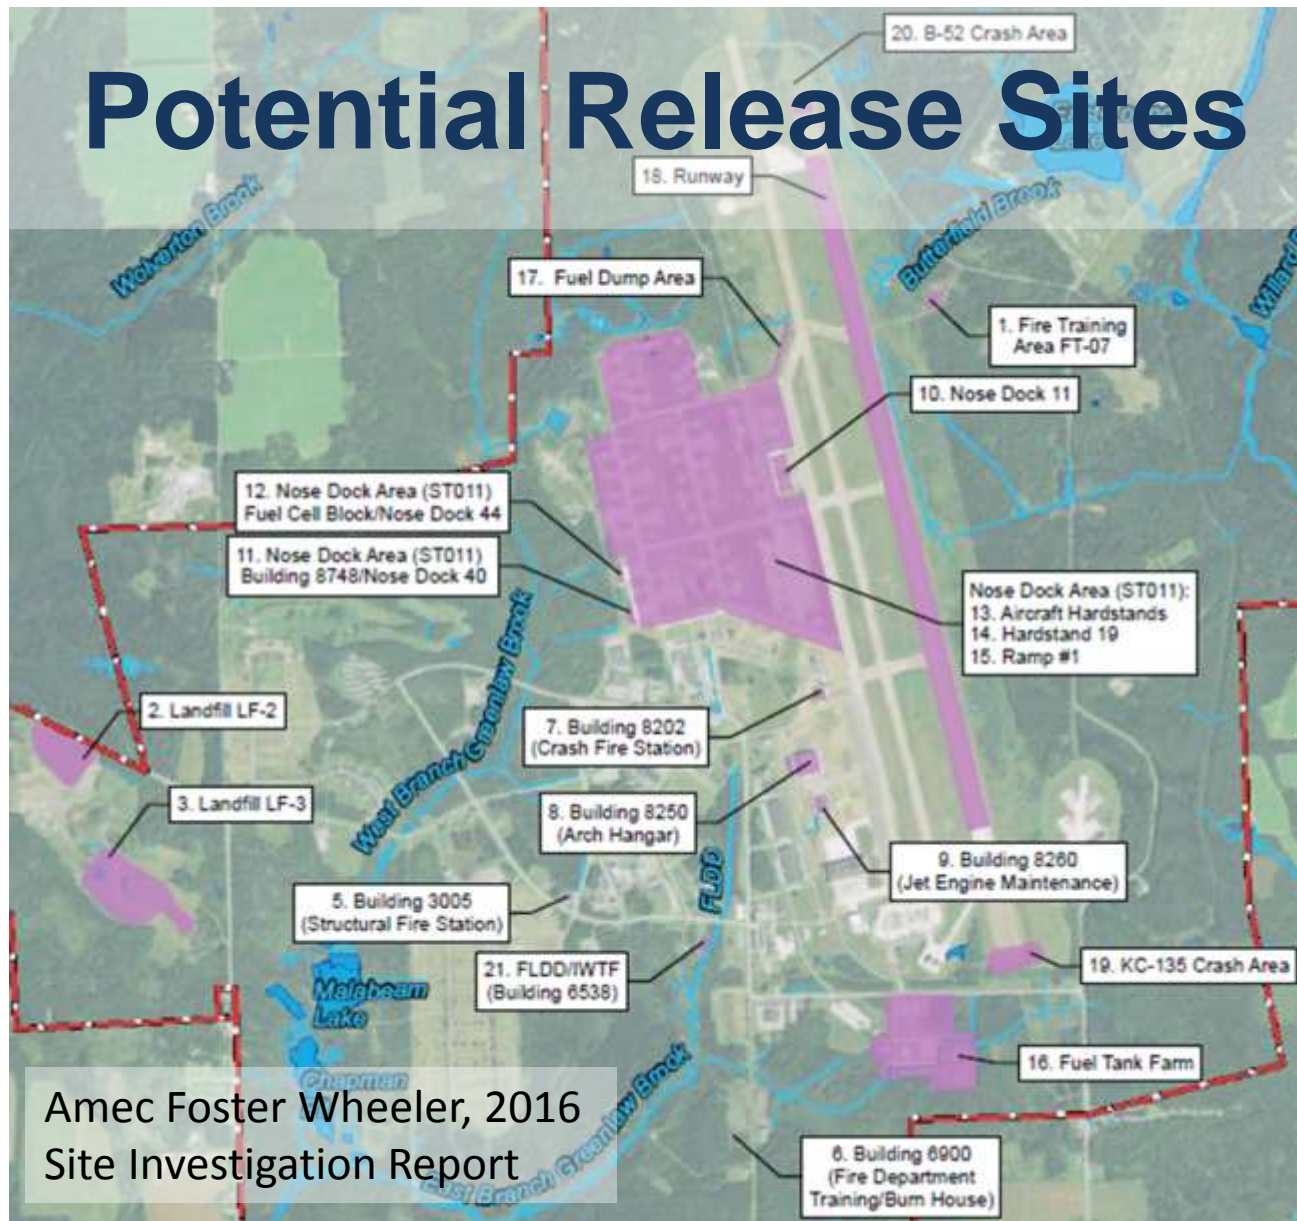 20. B-52 Crash Area
Potential Release Sites
18. Runway
Wolverton Brook
Butterfield Brook
Willard
17. Fuel Dump Area
1. Fire Training
Area FT-07
10. Nose Dock 11
12. Nose Dock Area (ST011)
Fuel Cell Block/Nose Dock 44
11. Nose Dock Area (ST011)
Building 8748/Nose Dock 40
Nose Dock Area (ST011):
13. Aircraft Hardstands
14. Hardstand 19
15. Ramp #1
West Branch Greenlaw Brook
2. Landfill LF-2
7. Building 8202
(Crash Fire Station)
3. Landfill LF-3
8. Building 8250
(Arch Hangar)
9. Building 8260
(Jet Engine Maintenance)
FLDD
5. Building 3005
(Structural Fire Station)
21. FLDD/IWTF
(Building 6538)
19. KC-135 Crash Area
Malabeam
Lake
16. Fuel Tank Farm
Chapman
Amec Foster Wheeler, 2016
Site Investigation Report
East Branch Greenlaw Brook
6. Building 6900
(Fire Department
Training/Burn House)